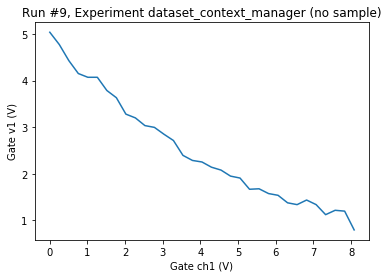 Run #9, Experiment dataset_context_manager (no sample)
5
4
3
2
1
Gate v1 (V)
0 1 2 3 4 5 6 7 8
Gate ch1 (V)